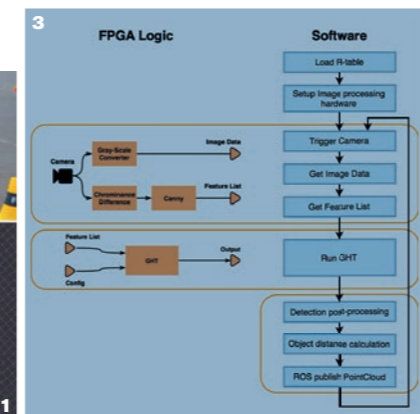 3
FPGA Logic
Software
Load R-table
Setup Image processing
hardware
Trigger Camera
Get Image Data
Get Feature List
Run GHT
Detection post-processing
Object distance calculation
ROS publish PointCloud
Camera
Gray-Scale
Converter
Image Data
Chrominance
Difference
Canny
Feature List
Feature List
Config
GHT
Output
1